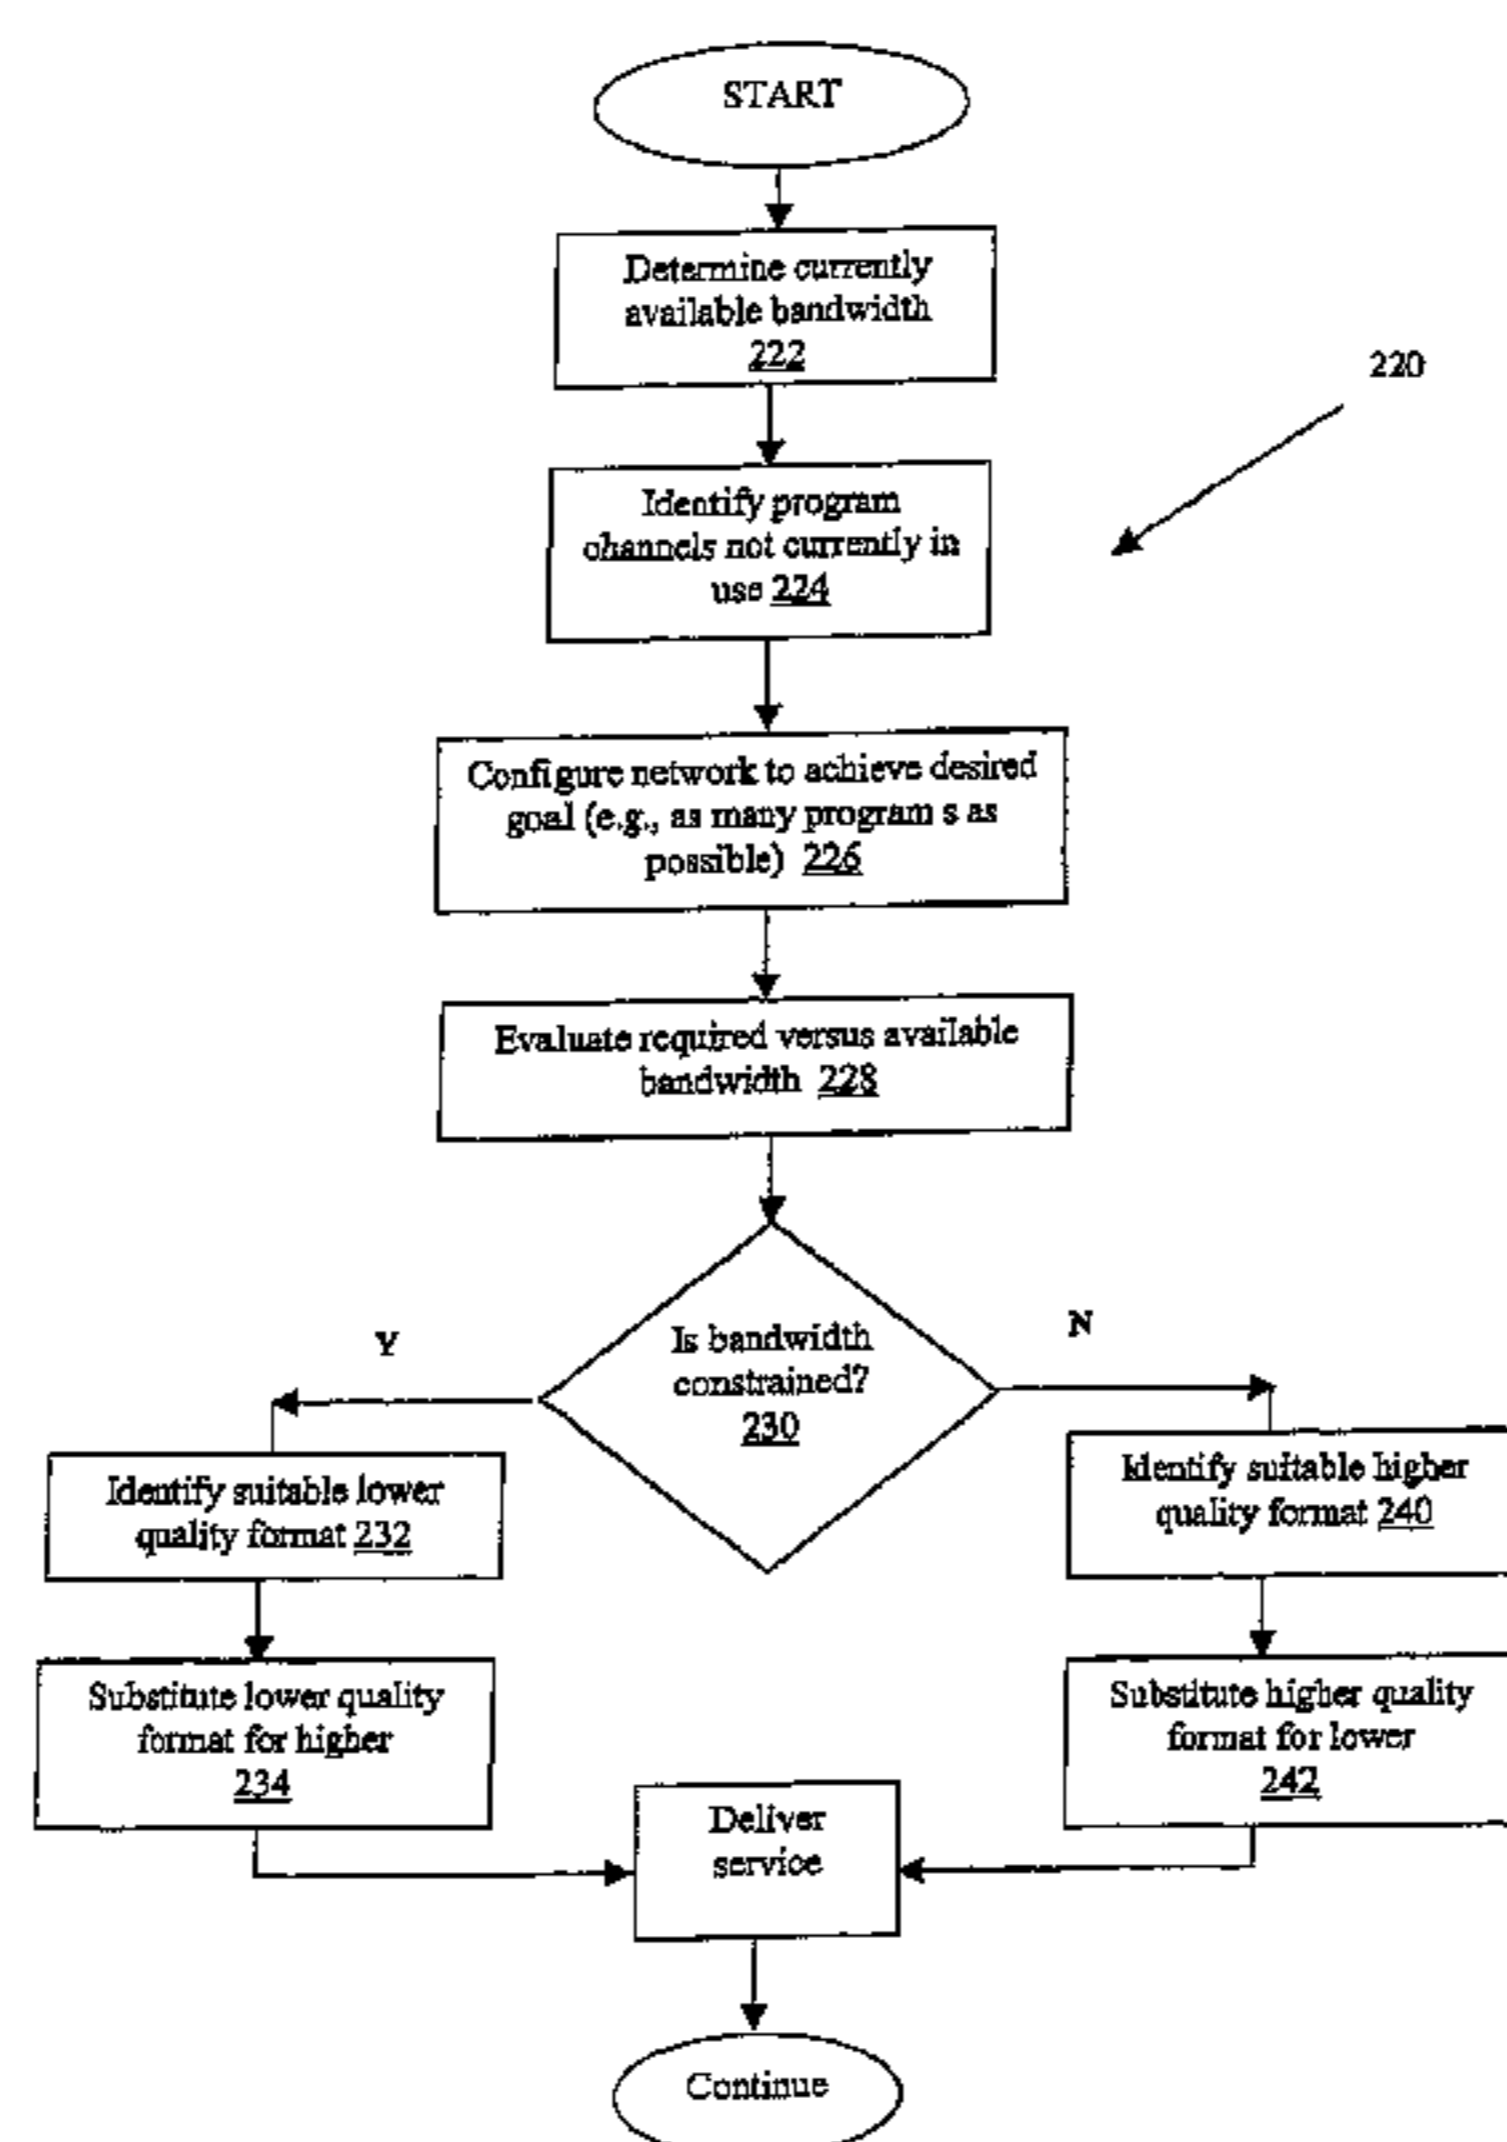 START
Determine currently
available bandwidth
222
220
Identify program
channels not currently in
use 224
Configure network to achieve desired
goal (e.g., as many program s as
possible) 226
Evaluate required versus available
bandwidth 228
Y
N
Is bandwidth
constrained?
230
Identify suitable lower
quality format 232
Identify suitable higher
quality format 240
Substitute lower quality
format for higher
234
Substitute higher quality
format for lower
242
Deliver
service
Continue